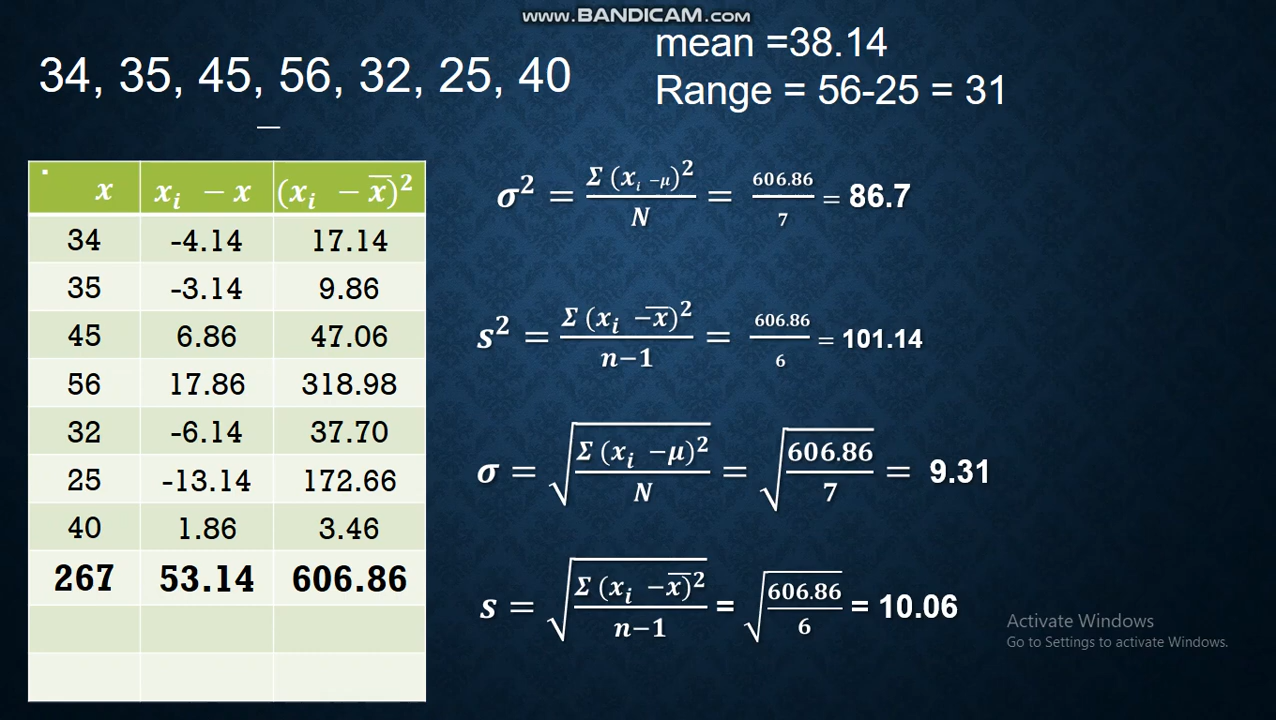 www.BANDICAM.com
34, 35, 45, 56, 32, 25, 40
mean =38.14
Range = 56-25 = 31
x | xᵢ − x | (xᵢ − x̅)²
34 | -4.14 | 17.14
35 | -3.14 | 9.86
45 | 6.86 | 47.06
56 | 17.86 | 318.98
32 | -6.14 | 37.70
25 | -13.14 | 172.66
40 | 1.86 | 3.46
267 | 53.14 | 606.86
σ² = Σ (xᵢ −μ)² / N = 606.86 / 7 = 86.7
s² = Σ (xᵢ −x̅)² / n−1 = 606.86 / 6 = 101.14
σ = √(Σ (xᵢ −μ)² / N) = √(606.86 / 7) = 9.31
s = √(Σ (xᵢ −x̅)² / n−1) = √(606.86 / 6) = 10.06
Activate Windows
Go to Settings to activate Windows.